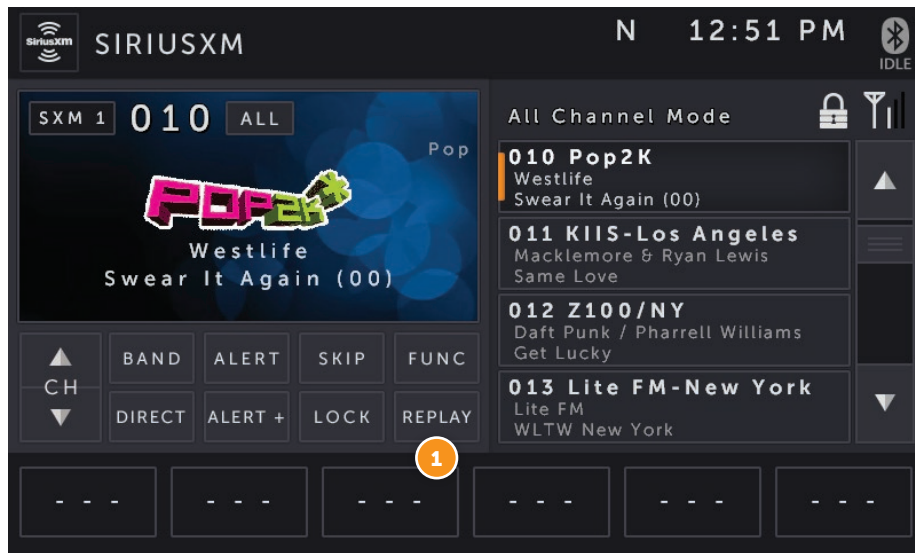 siriusxm
SIRIUSXM
N 12:51 PM
IDLE
SXM 1 010 ALL
Pop
POP2K
Westlife
Swear It Again (00)
CH
BAND ALERT SKIP FUNC
DIRECT ALERT + LOCK REPLAY
All Channel Mode
010 Pop2K
Westlife
Swear It Again (00)
011 KIIS-Los Angeles
Macklemore & Ryan Lewis
Same Love
012 Z100/NY
Daft Punk / Pharrell Williams
Get Lucky
013 Lite FM-New York
Lite FM
WLTW New York
1
- - - - - - - - - - - - - - - - - -